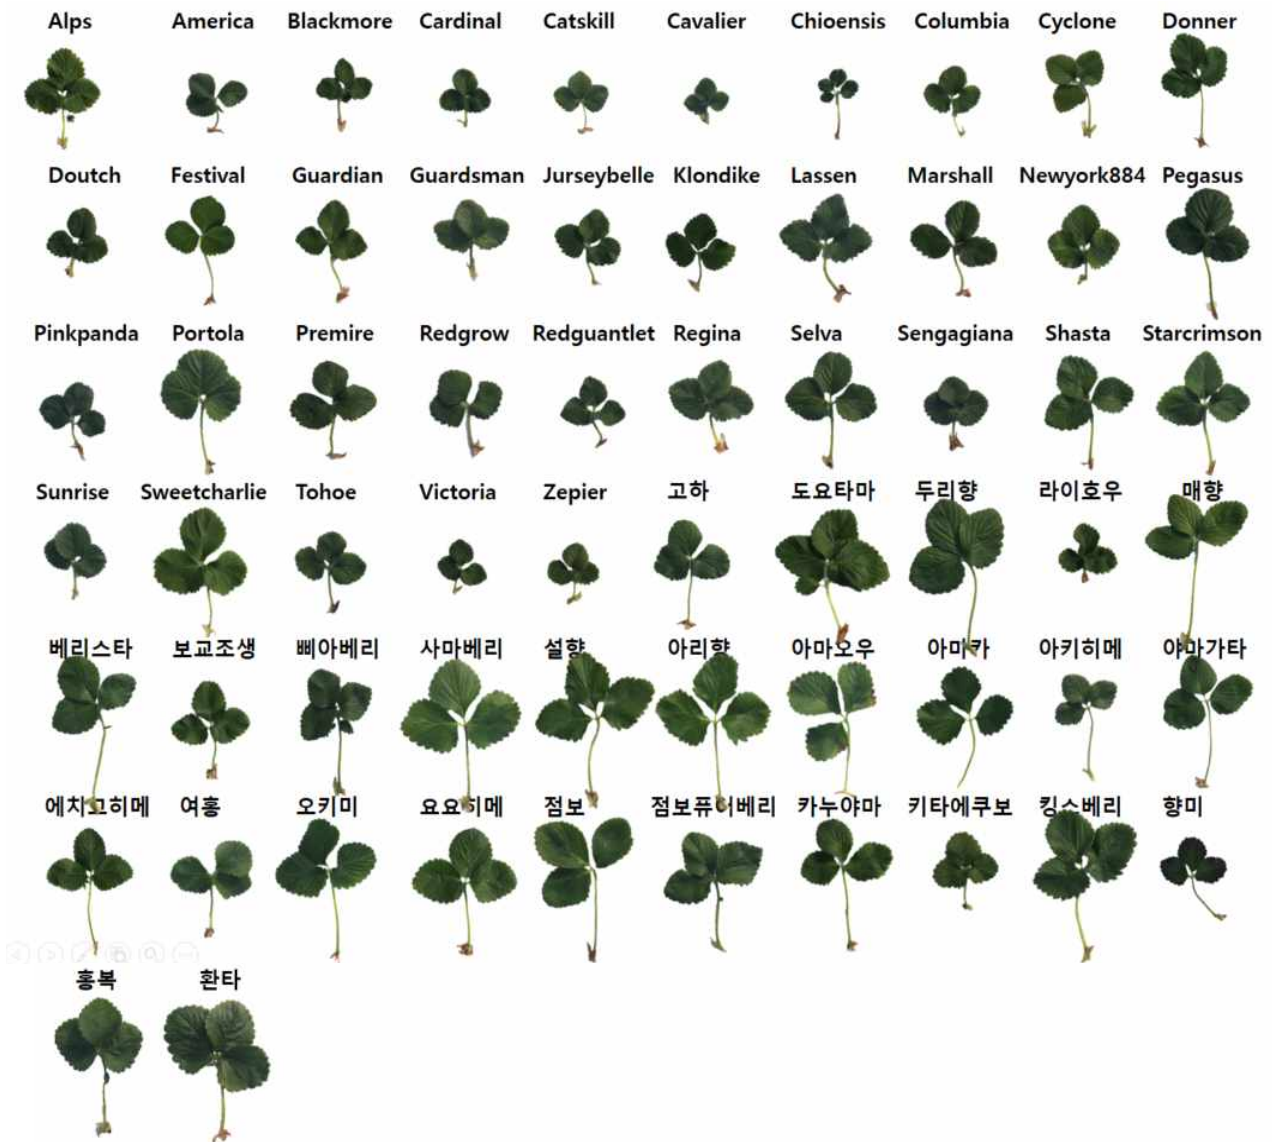 Alps America Blackmore Cardinal Catskill Cavalier Chioensis Columbia Cyclone Donner
Doutch Festival Guardian Guardsman Jurseybelle Klondike Lassen Marshall Newyork884 Pegasus
Pinkpanda Portola Premire Redgrow Redguantlet Regina Selva Sengagiana Shasta Starcrimson
Sunrise Sweetcharlie Tohoe Victoria Zepier 고하 도요타마 두리향 라이호우 매향
베리스타 보교조생 삐아베리 사마베리 설향 아리향 아마오우 아마카 아키히메 야마가타
에치고히메 여홍 오키미 요요히메 점보 점보퓨어베리 카누야마 키타에쿠보 킹스베리 향미
홍복 환타